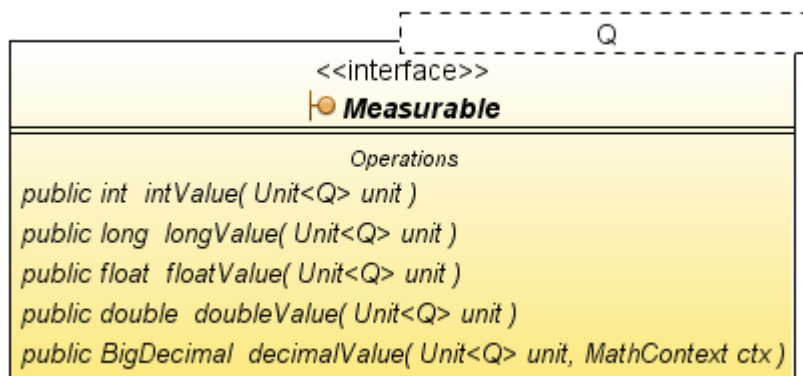 Q
<<interface>>
Measurable
Operations
public int intValue( Unit<Q> unit )
public long longValue( Unit<Q> unit )
public float floatValue( Unit<Q> unit )
public double doubleValue( Unit<Q> unit )
public BigDecimal decimalValue( Unit<Q> unit, MathContext ctx )